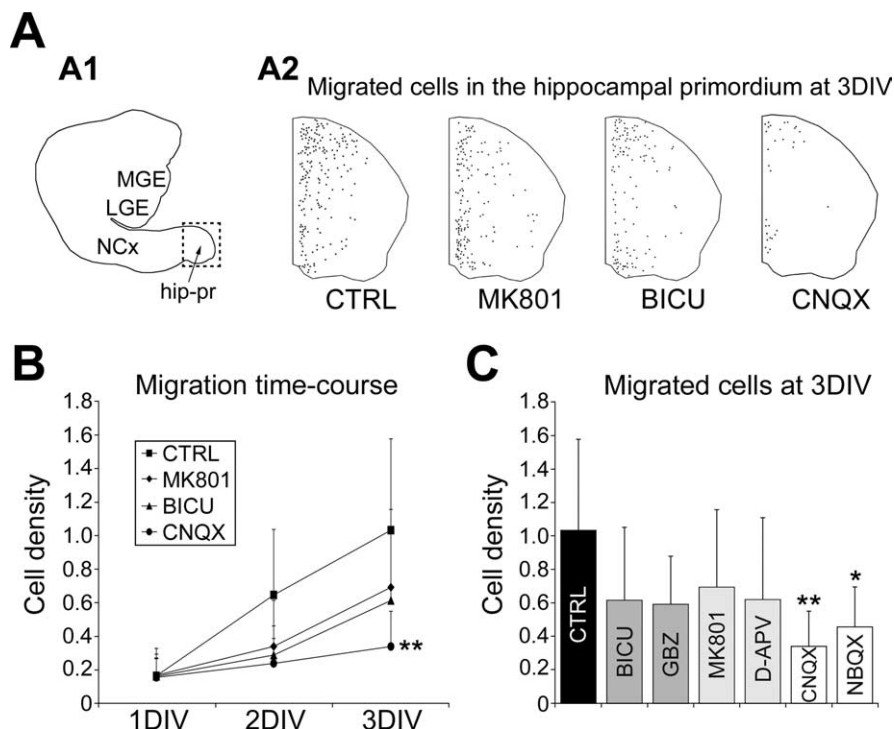 A
A1
A2
Migrated cells in the hippocampal primordium at 3DIV
MGE
LGE
NCx
hip-pr
CTRL
MK801
BICU
CNQX
B
Migration time-course
Cell density
1.8
1.6
1.4
1.2
1.0
0.8
0.6
0.4
0.2
0
CTRL
MK801
BICU
CNQX
**
1DIV
2DIV
3DIV
C
Migrated cells at 3DIV
Cell density
1.8
1.6
1.4
1.2
1.0
0.8
0.6
0.4
0.2
0
CTRL
BICU
GBZ
MK801
D-APV
CNQX
NBQX
**
*